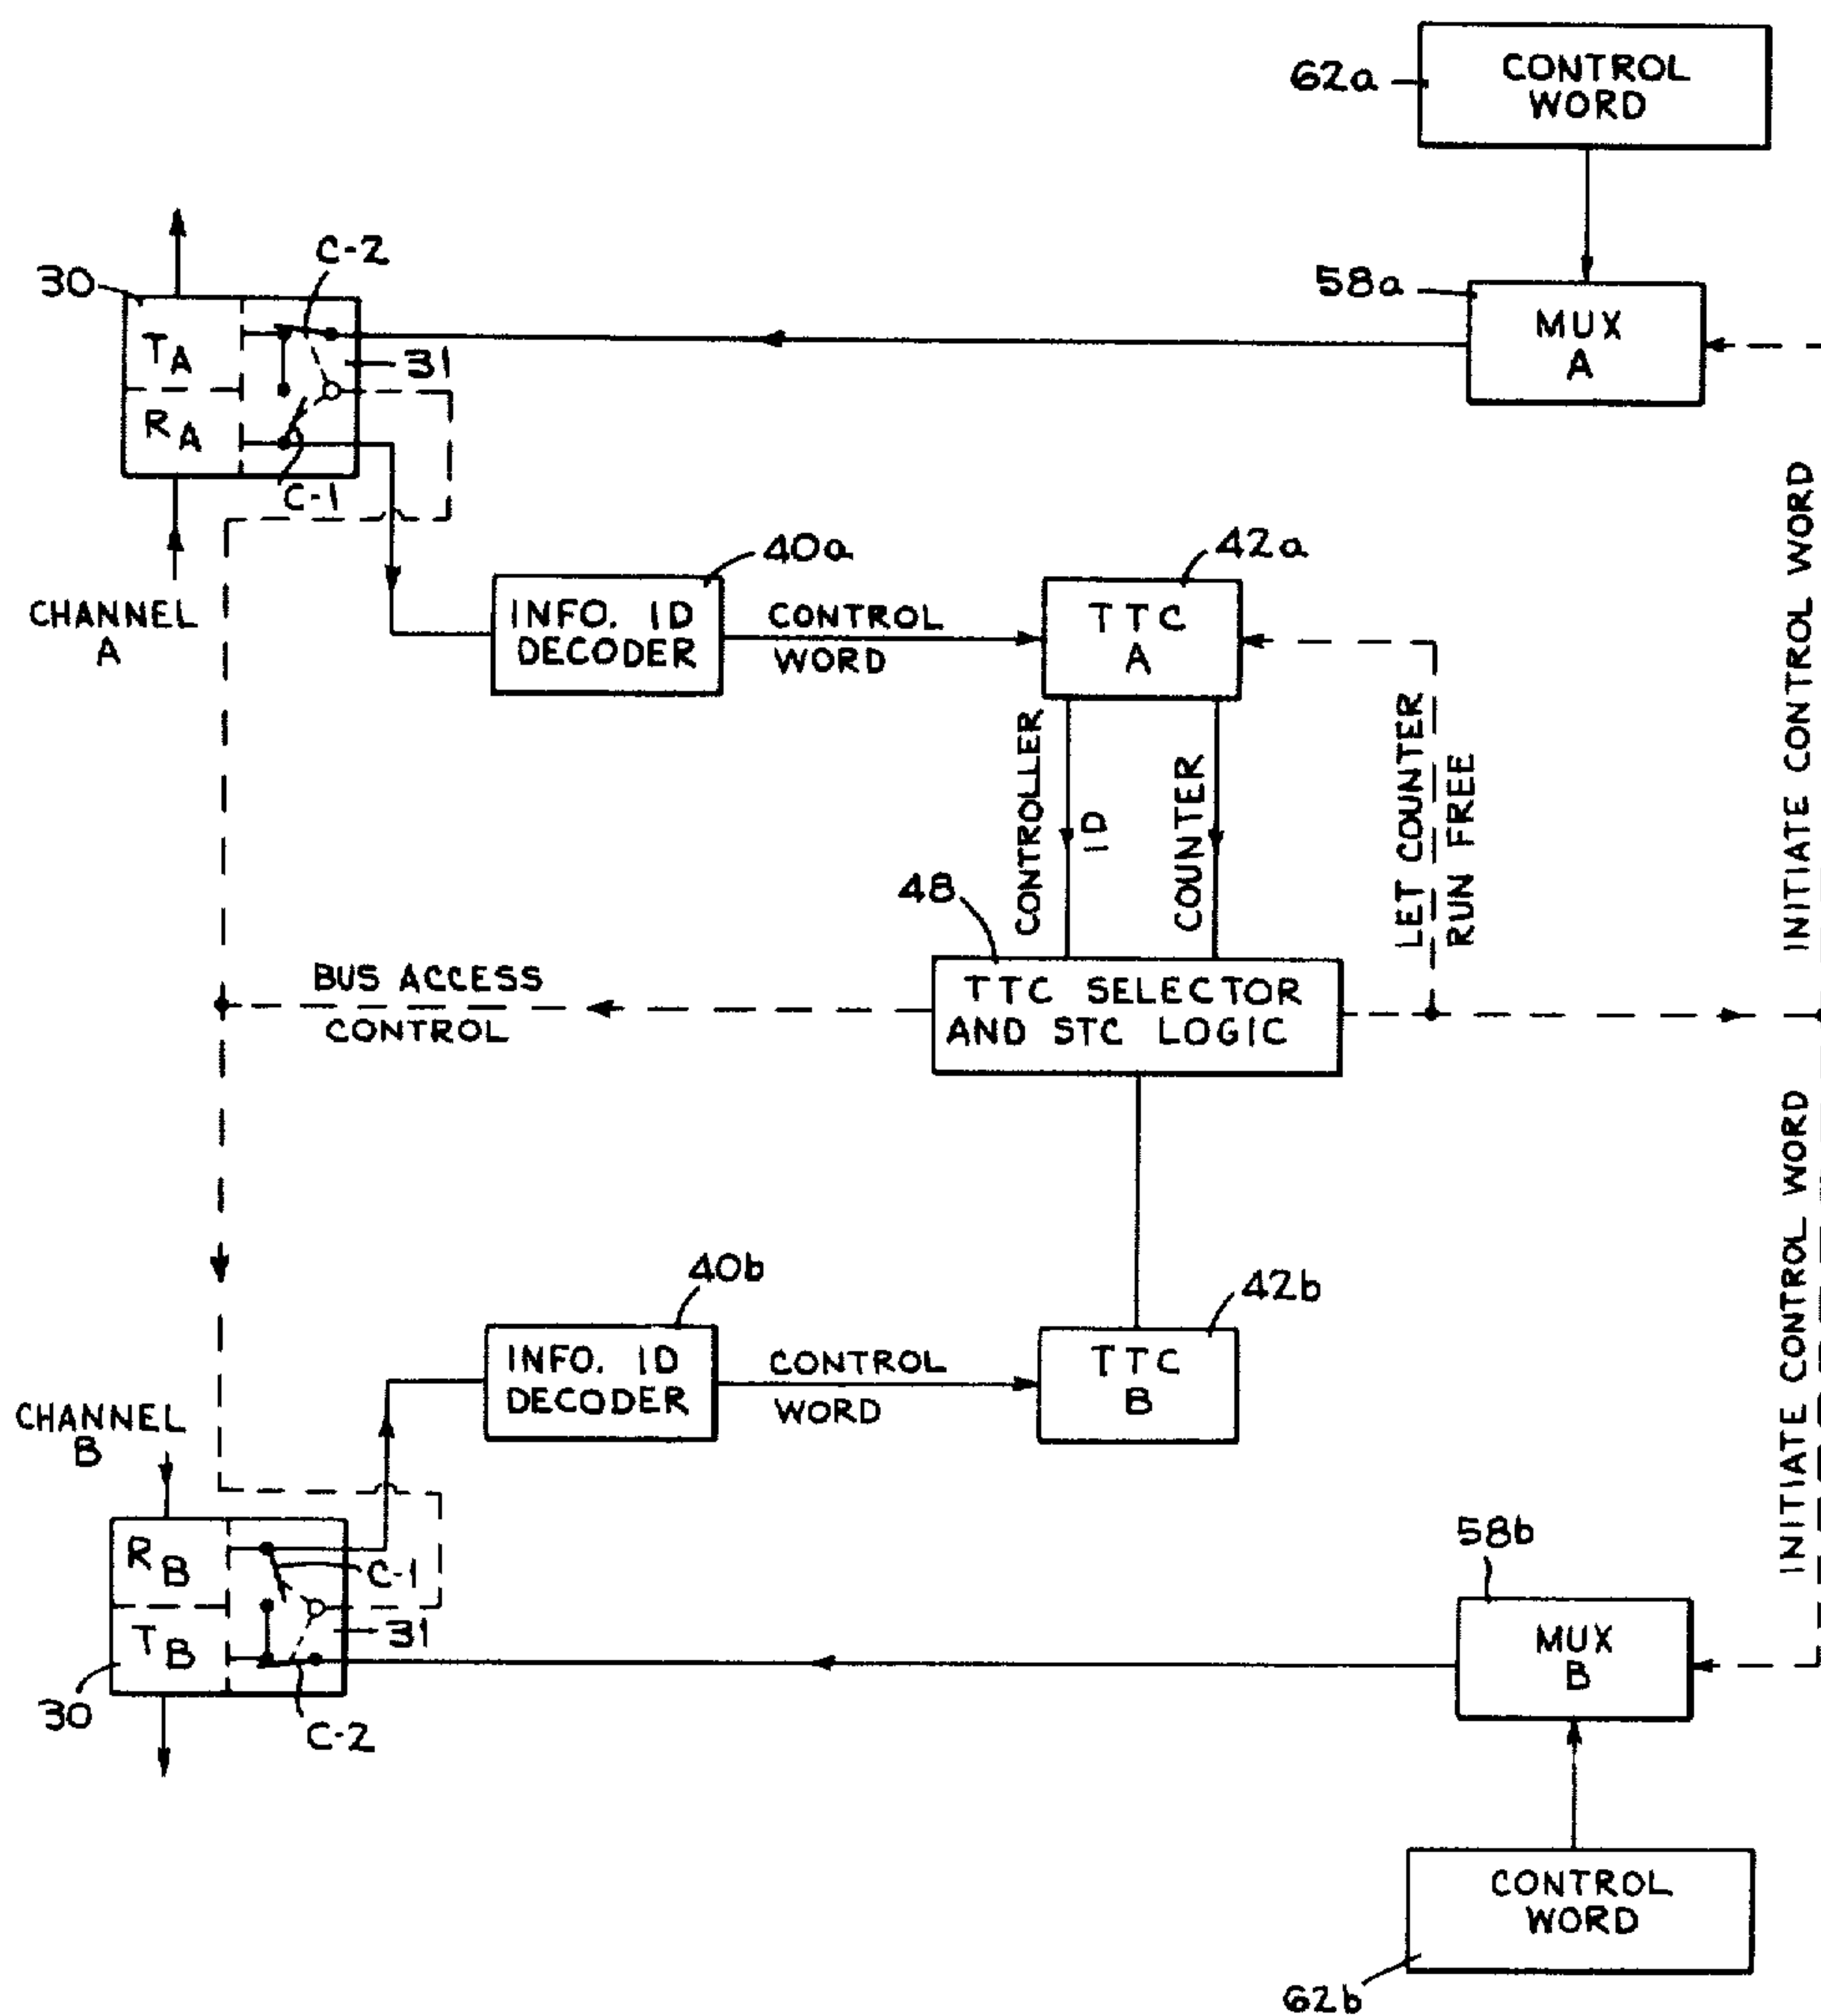 CONTROL
WORD
62a
C-2
58a
30
MUX
A
TA
31
RA
C-1
CHANNEL
A
40a
42a
INFO. ID
DECODER
CONTROL
WORD
TTC
A
CONTROLLER
ID
COUNTER
LET COUNTER
RUN FREE
INITIATE CONTROL WORD
48
BUS ACCESS
CONTROL
TTC SELECTOR
AND STC LOGIC
INITIATE CONTROL WORD
40b
42b
INFO. ID
DECODER
CONTROL
WORD
TTC
B
CHANNEL
B
RB
C-1
58b
TB
31
MUX
B
30
C-2
CONTROL
WORD
62b